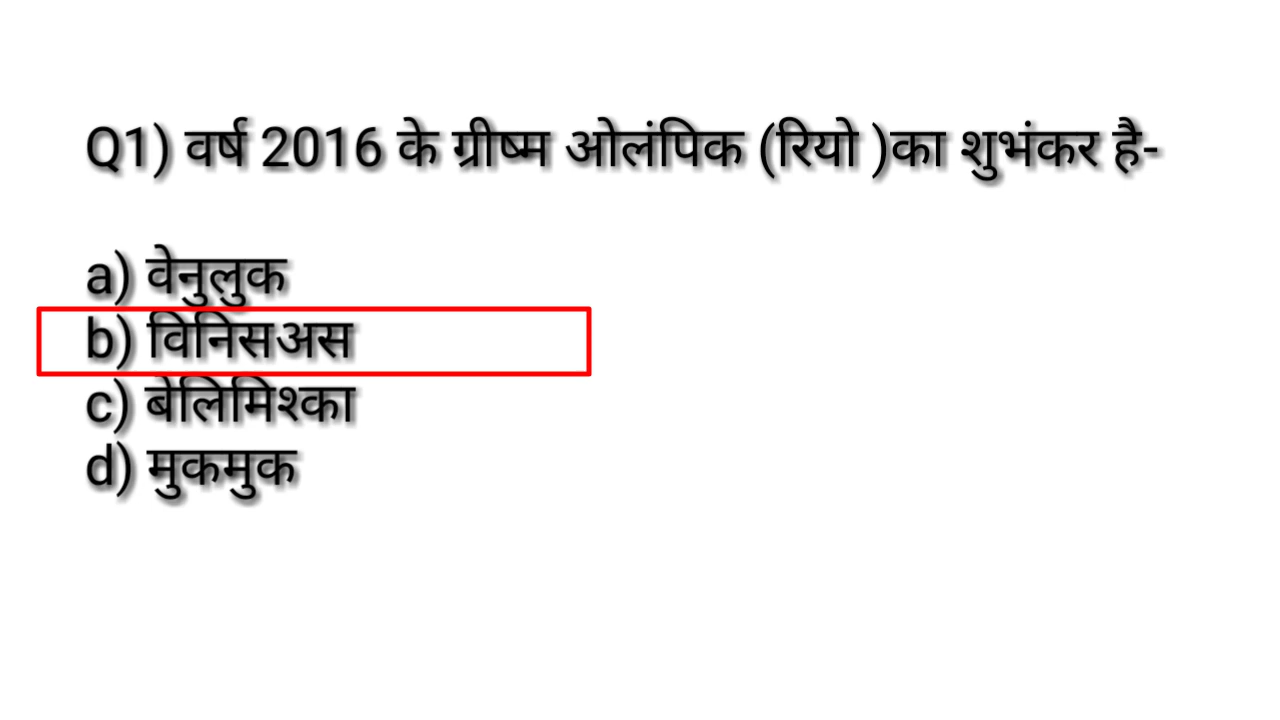 Q1) वर्ष 2016 के ग्रीष्म ओलंपिक (रियो )का शुभंकर है-
a) वेनुलुक
b) विनिसअस
c) बेलिमिश्का
d) मुकमुक